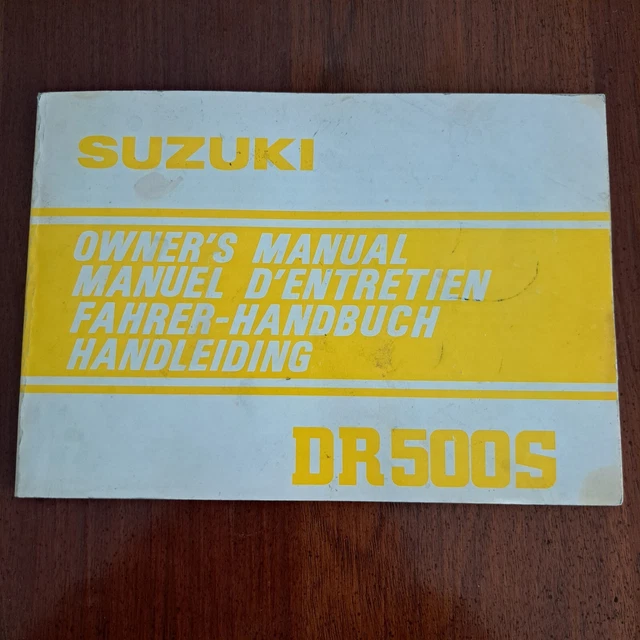 SUZUKI
OWNER'S MANUAL
MANUEL D'ENTRETIEN
FAHRER-HANDBUCH
HANDLEIDING
DR500S